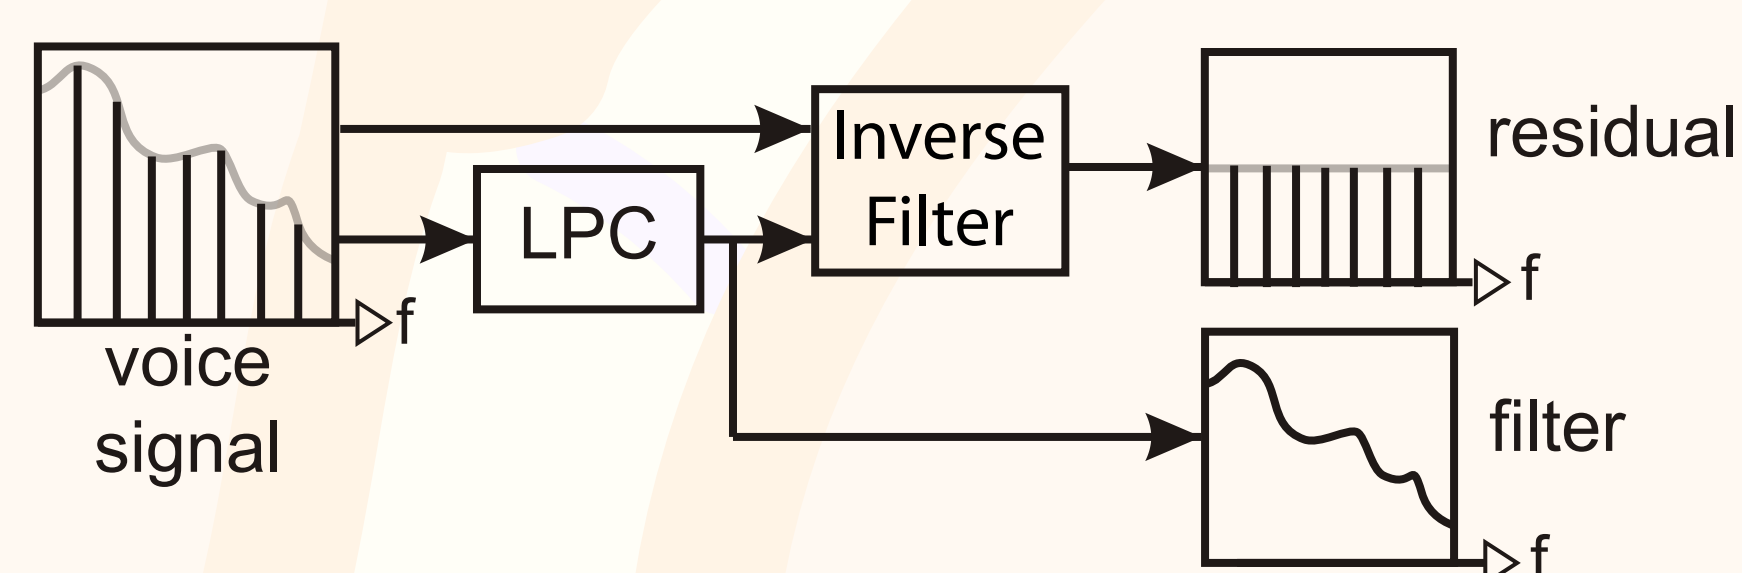 voice
signal
f
LPC
Inverse
Filter
residual
f
filter
f